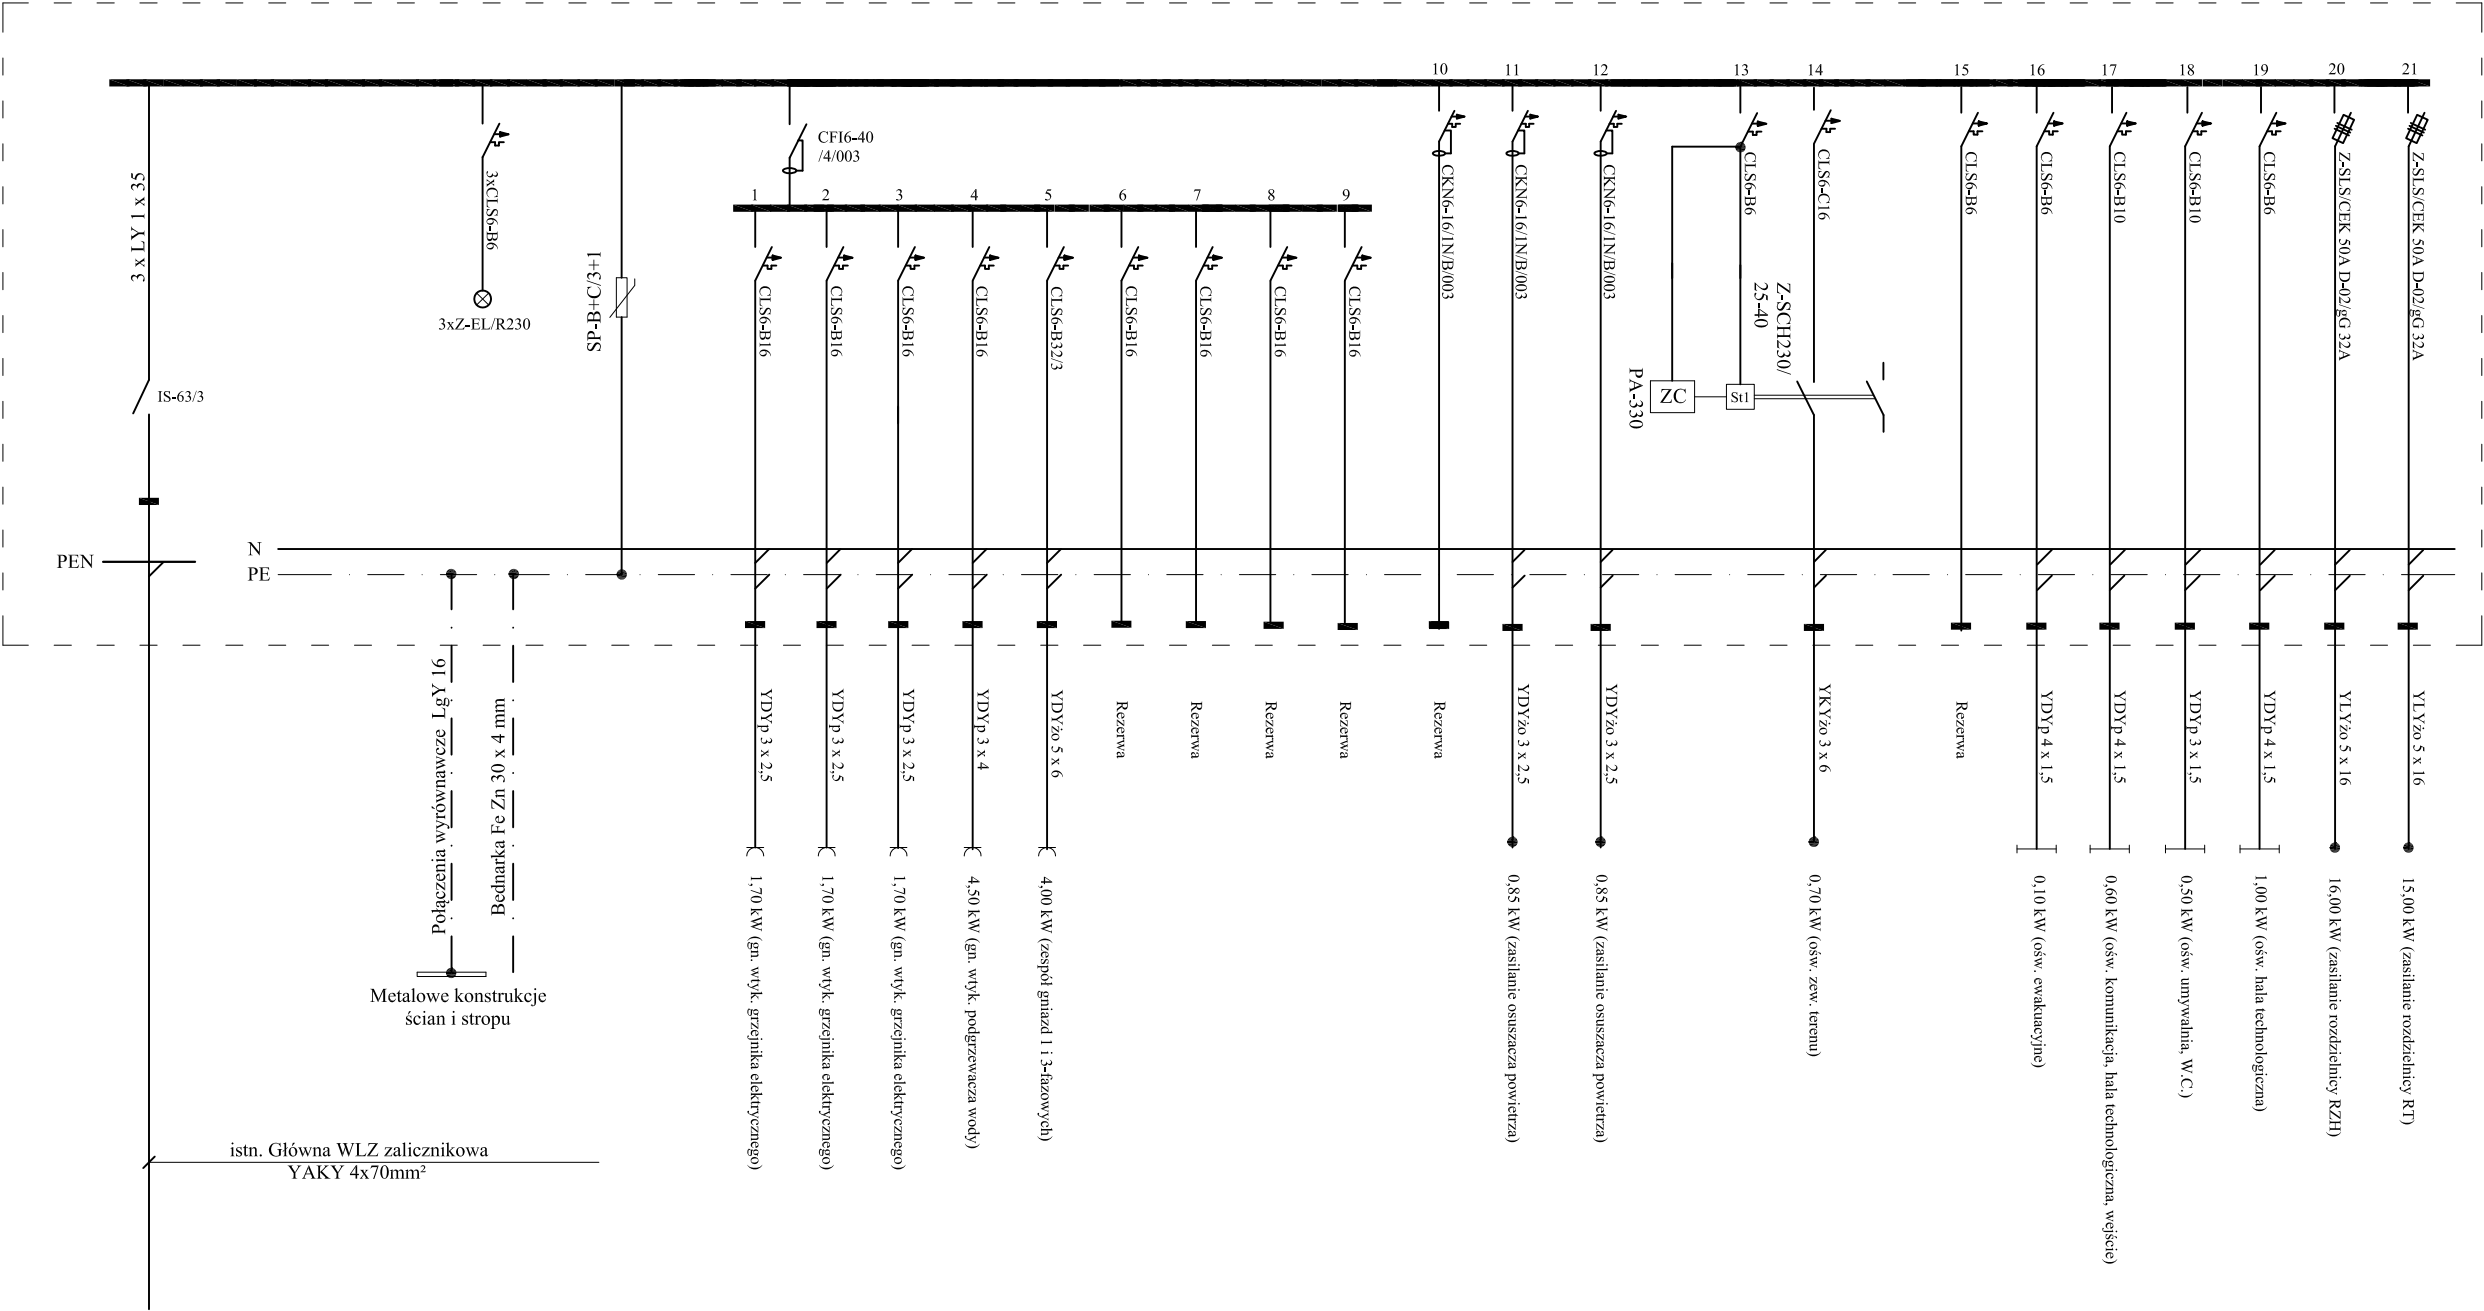 10
11
12
13
14
15
16
17
18
19
20
21
CFI6-40
/4/003
1
2
3
4
5
6
7
8
9
3 x LY 1 x 35
3xCLS6-B6
3xZ-EL/R230
SP-B+C/3+1
IS-63/3
CLS6-B16
CLS6-B16
CLS6-B16
CLS6-B16
CLS6-B32/3
CLS6-B16
CLS6-B16
CLS6-B16
CLS6-B16
CKN6-16/1N/B/003
CKN6-16/1N/B/003
CKN6-16/1N/B/003
CLS6-B6
CLS6-C16
Z-SCH230/
25-40
PA-330
ZC
St1
CLS6-B6
CLS6-B6
CLS6-B10
CLS6-B10
CLS6-B6
Z-SLS/CEK 50A D-02/gG 32A
Z-SLS/CEK 50A D-02/gG 32A
PEN
N
PE
Połączenia wyrównawcze LgY 16
Bednarka Fe Zn 30 x 4 mm
Metalowe konstrukcje
ścian i stropu
YDYp 3 x 2,5
YDYp 3 x 2,5
YDYp 3 x 2,5
YDYp 3 x 4
YDYżo 5 x 6
Rezerwa
Rezerwa
Rezerwa
Rezerwa
Rezerwa
YDYżo 3 x 2,5
YDYżo 3 x 2,5
YKYżo 3 x 6
Rezerwa
YDYp 4 x 1,5
YDYp 4 x 1,5
YDYp 3 x 1,5
YDYp 4 x 1,5
YLYżo 5 x 16
YLYżo 5 x 16
1,70 kW (gn. wtyk. grzejnika elektrycznego)
1,70 kW (gn. wtyk. grzejnika elektrycznego)
1,70 kW (gn. wtyk. grzejnika elektrycznego)
4,50 kW (gn. wtyk. podgrzewacza wody)
4,00 kW (zespół gniazd 1 i 3-fazowych)
0,85 kW (zasilanie osuszacza powietrza)
0,85 kW (zasilanie osuszacza powietrza)
0,70 kW (ośw. zew. terenu)
0,10 kW (ośw. ewakuacyjne)
0,60 kW (ośw. komunikacja, hala technologiczna, wejście)
0,50 kW (ośw. umywalnia, W.C.)
1,00 kW (ośw. hala technologiczna)
16,00 kW (zasilanie rozdzielnicy RZH)
15,00 kW (zasilanie rozdzielnicy RT)
istn. Główna WLZ zalicznikowa
YAKY 4x70mm²